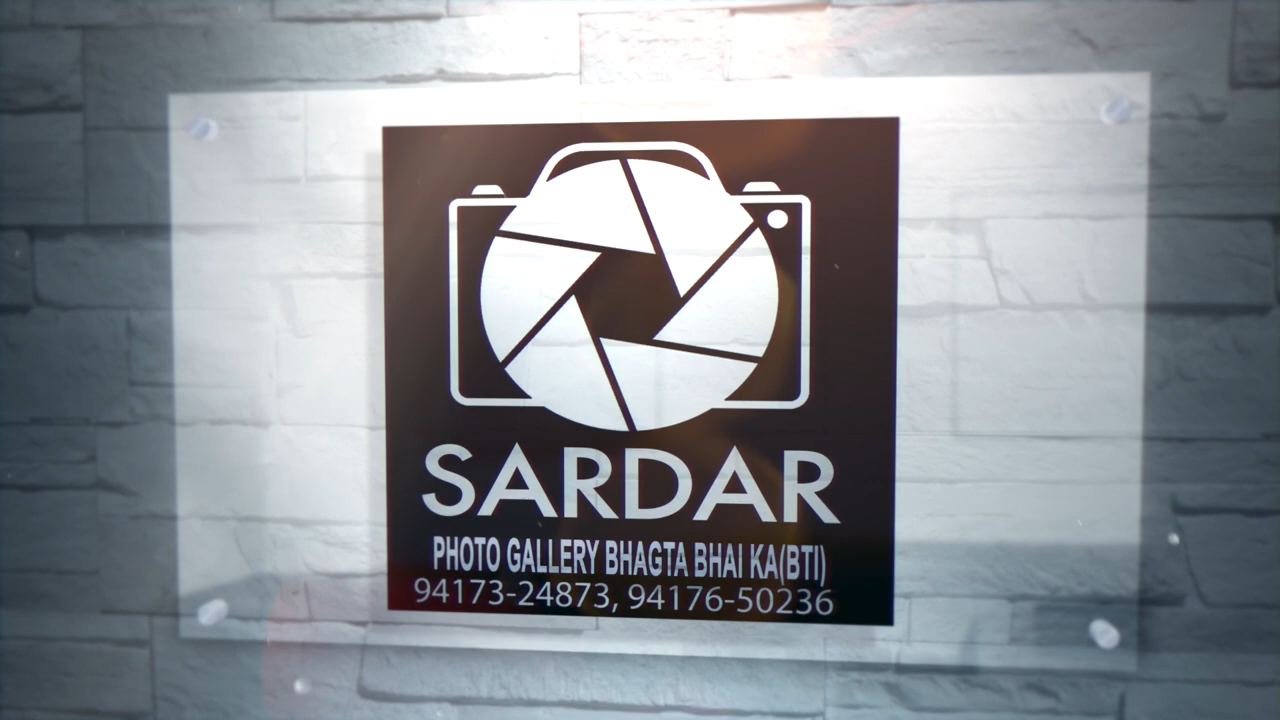 SARDAR
PHOTO GALLERY BHAGTA BHAI KA(BTI)
94173-24873, 94176-50236